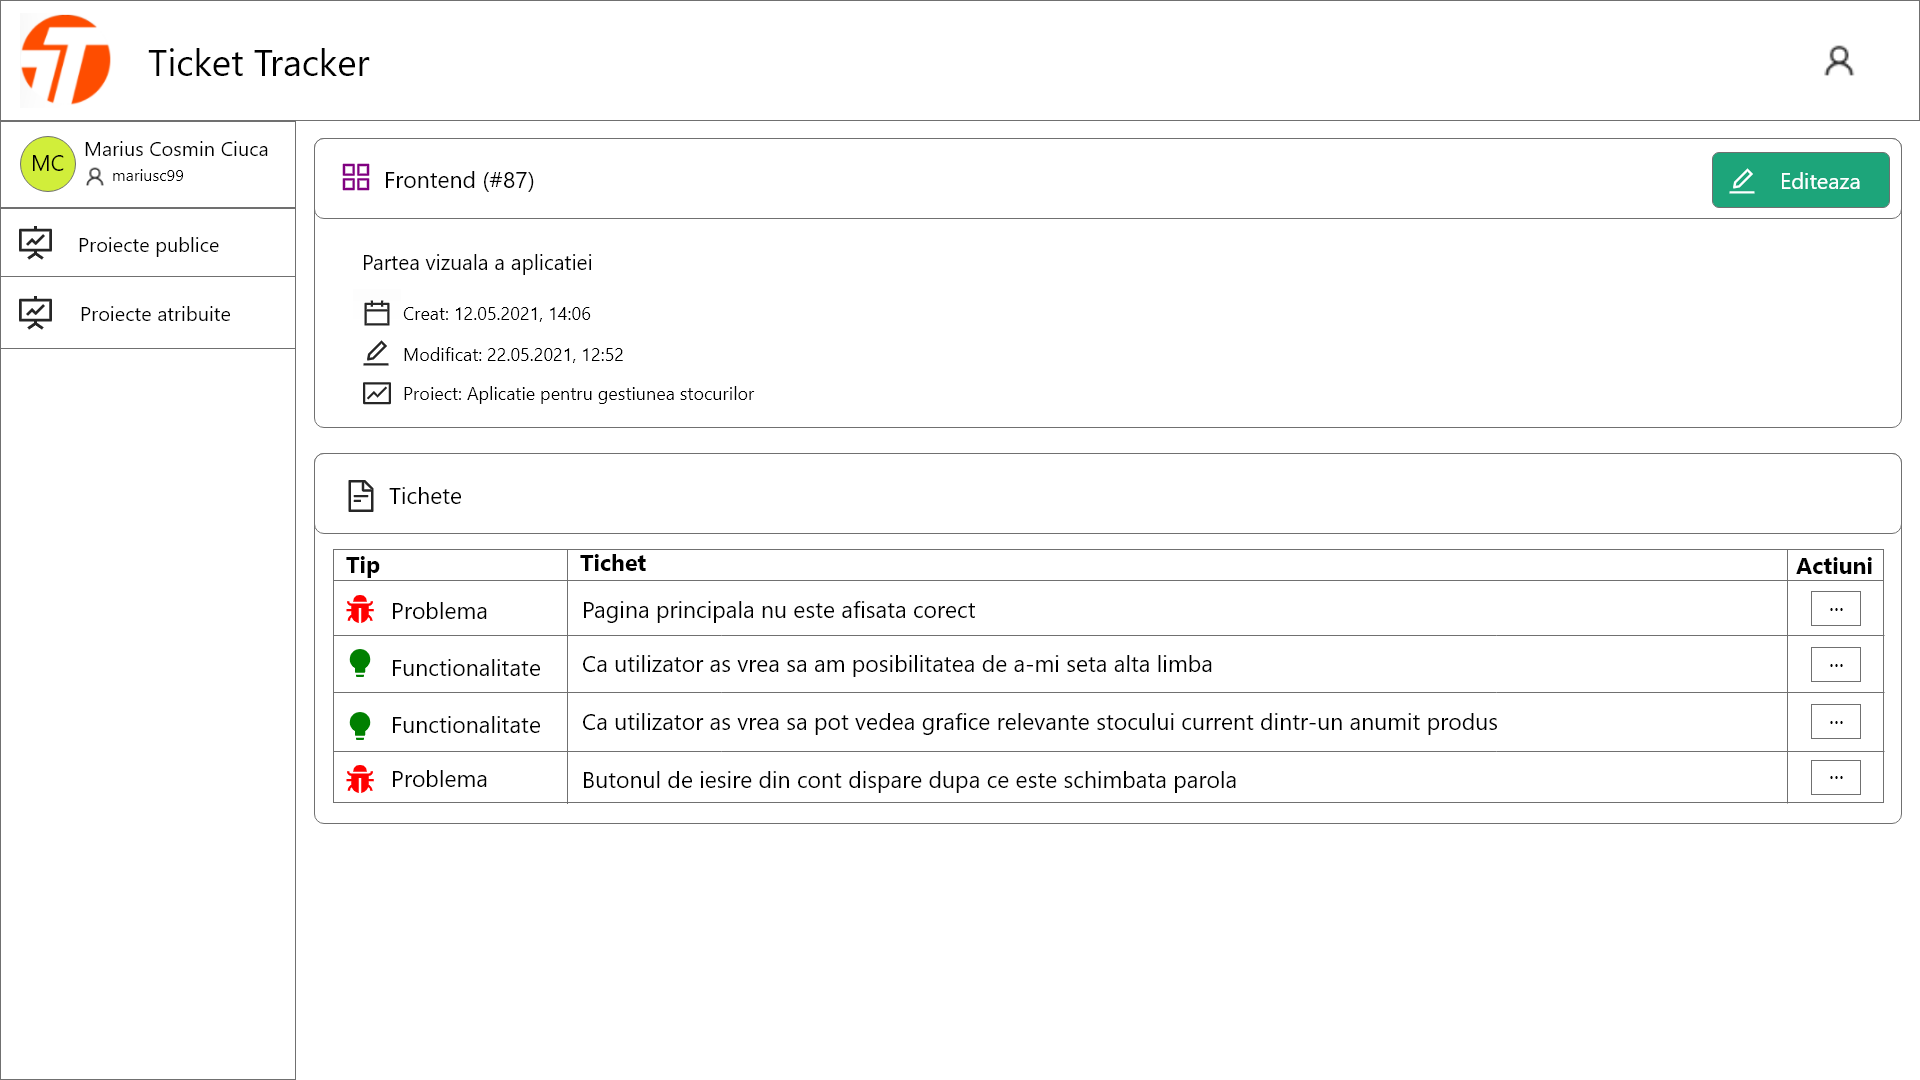 Ticket Tracker
MC
Marius Cosmin Ciuca
mariusc99
Proiecte publice
Proiecte atribuite
Frontend (#87)
Editeaza
Partea vizuala a aplicatiei
Creat: 12.05.2021, 14:06
Modificat: 22.05.2021, 12:52
Proiect: Aplicatie pentru gestiunea stocurilor
Tichete
Tip Tichet Actiuni
Problema Pagina principala nu este afisata corect ...
Functionalitate Ca utilizator as vrea sa am posibilitatea de a-mi seta alta limba ...
Functionalitate Ca utilizator as vrea sa pot vedea grafice relevante stocului current dintr-un anumit produs ...
Problema Butonul de iesire din cont dispare dupa ce este schimbata parola ...